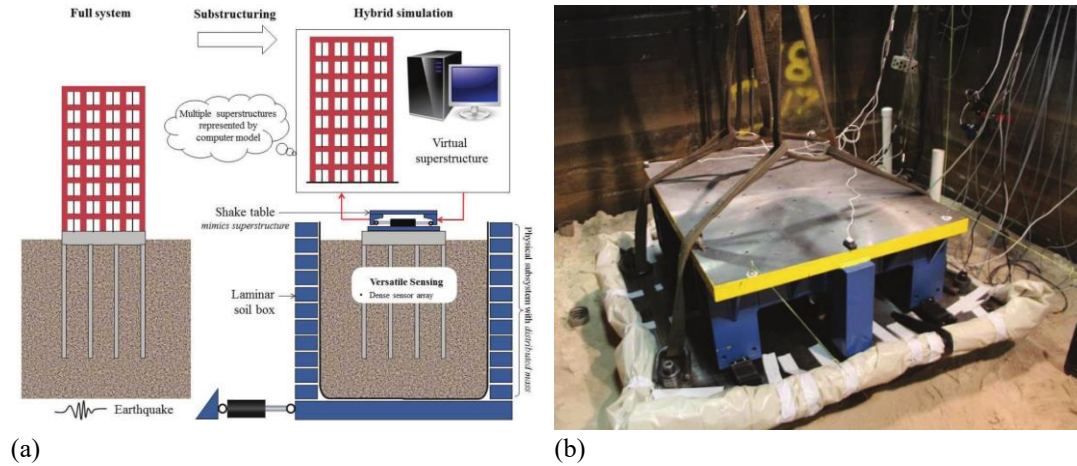 Full system
Substructuring
Hybrid simulation
Multiple superstructures
represented by
computer model
Virtual
superstructure
Shake table
mimics superstructure
Versatile Sensing
• Dense sensor array
Laminar
soil box
Physical subsystem with distributed mass
Earthquake
(a)
8
(b)